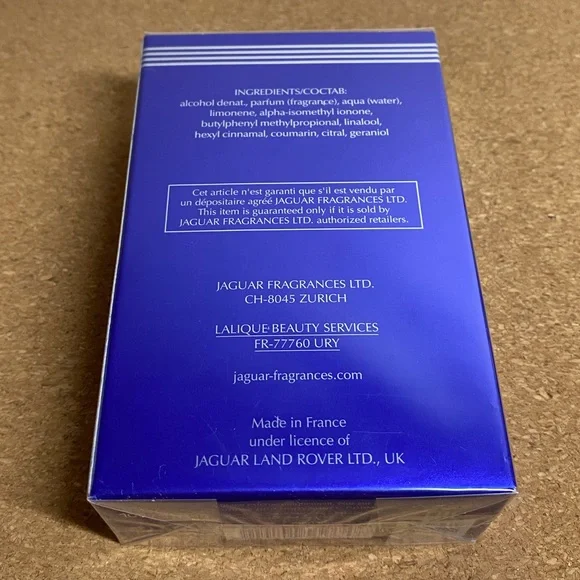 INGREDIENTS/СОСТАВ:
alcohol denat., parfum (fragrance), aqua (water),
limonene, alpha-isomethyl ionone,
butylphenyl methylpropional, linalool,
hexyl cinnamal, coumarin, citral, geraniol
Cet article n'est garanti que s'il est vendu par
un dépositaire agréé JAGUAR FRAGRANCES LTD.
This item is guaranteed only if it is sold by
JAGUAR FRAGRANCES LTD. authorized retailers.
JAGUAR FRAGRANCES LTD.
CH-8045 ZURICH
LALIQUE BEAUTY SERVICES
FR-77760 URY
jaguar-fragrances.com
Made in France
under licence of
JAGUAR LAND ROVER LTD., UK